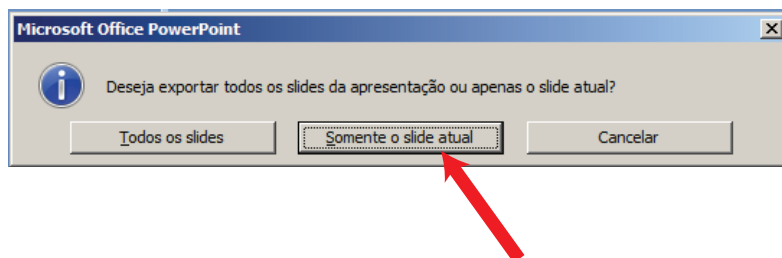 Microsoft Office PowerPoint
Deseja exportar todos os slides da apresentação ou apenas o slide atual?
Todos os slides
Somente o slide atual
Cancelar